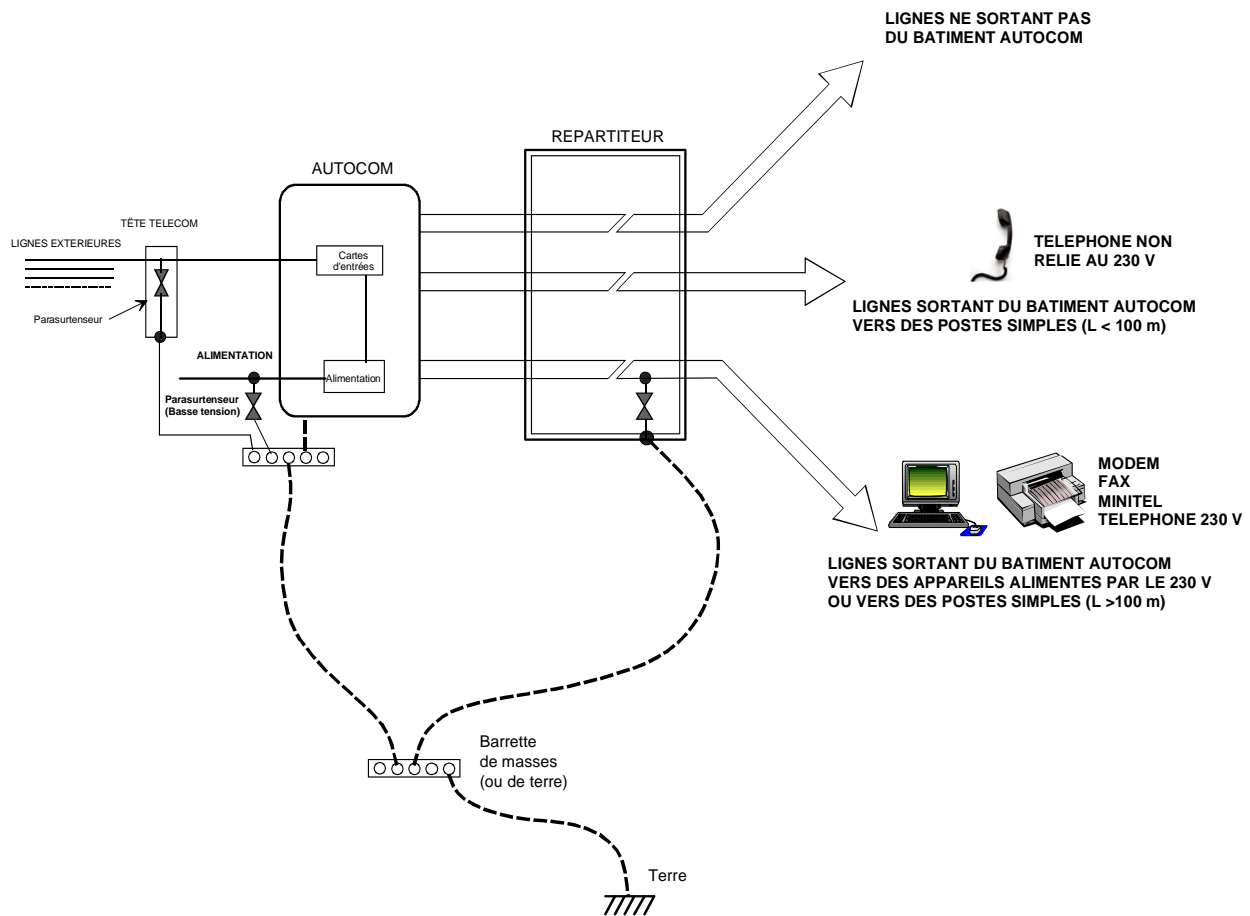 LIGNES NE SORTANT PAS
DU BATIMENT AUTOCOM
REPARTITEUR
AUTOCOM
TÊTE TELECOM
LIGNES EXTERIEURES
Cartes
d'entrées
TELEPHONE NON
RELIE AU 230 V
Parasurtenseur
LIGNES SORTANT DU BATIMENT AUTOCOM
VERS DES POSTES SIMPLES (L < 100 m)
ALIMENTATION
Alimentation
Parasurtenseur
(Basse tension)
MODEM
FAX
MINITEL
TELEPHONE 230 V
LIGNES SORTANT DU BATIMENT AUTOCOM
VERS DES APPAREILS ALIMENTES PAR LE 230 V
OU VERS DES POSTES SIMPLES (L >100 m)
Barrette
de masses
(ou de terre)
Terre